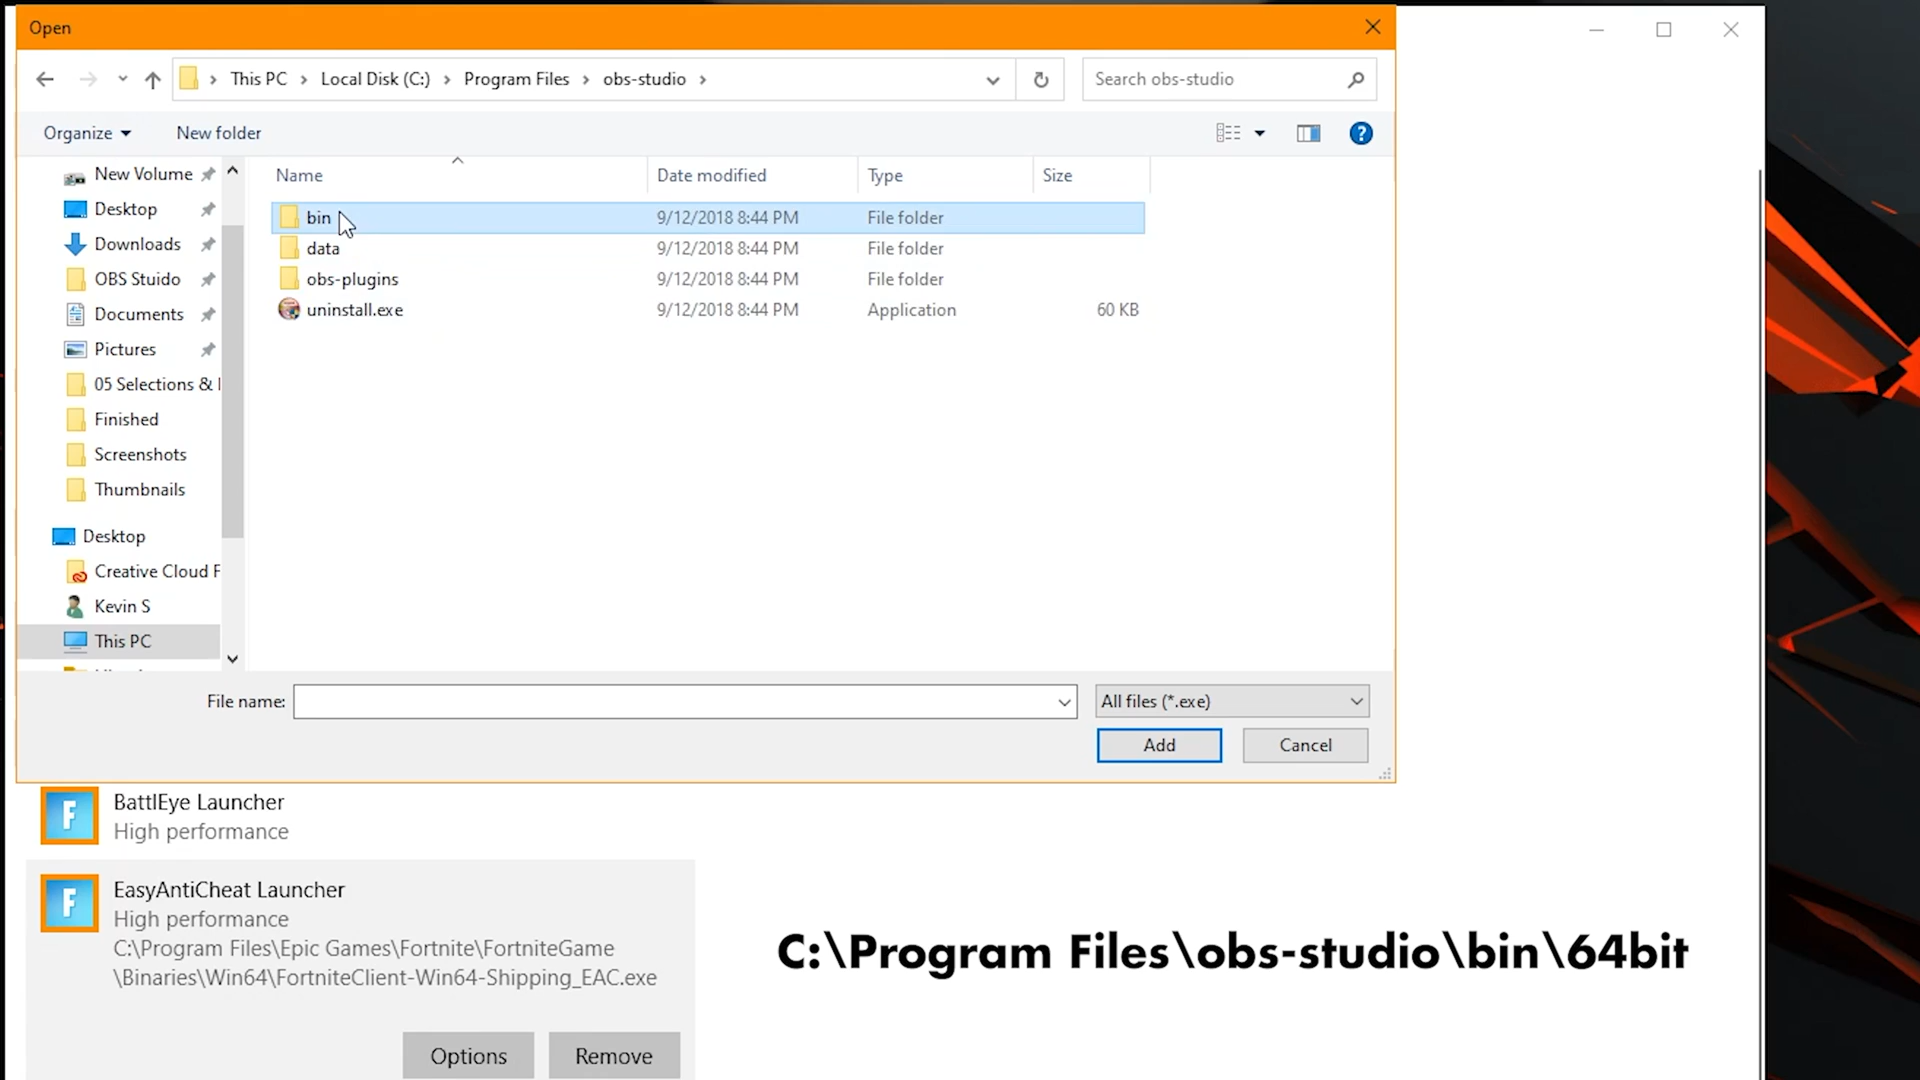 Open
This PC > Local Disk (C:) > Program Files > obs-studio >
Search obs-studio
Organize
New folder
Name
Date modified
Type
Size
bin
9/12/2018 8:44 PM
File folder
data
9/12/2018 8:44 PM
File folder
obs-plugins
9/12/2018 8:44 PM
File folder
uninstall.exe
9/12/2018 8:44 PM
Application
60 KB
New Volume
Desktop
Downloads
OBS Stuido
Documents
Pictures
05 Selections &
Finished
Screenshots
Thumbnails
Desktop
Creative Cloud F
Kevin S
This PC
File name:
All files (*.exe)
Add
Cancel
BattlEye Launcher
High performance
F
EasyAntiCheat Launcher
High performance
F
C:\Program Files\Epic Games\Fortnite\FortniteGame
\Binaries\Win64\FortniteClient-Win64-Shipping_EAC.exe
Options
Remove
C:\Program Files\obs-studio\bin\64bit